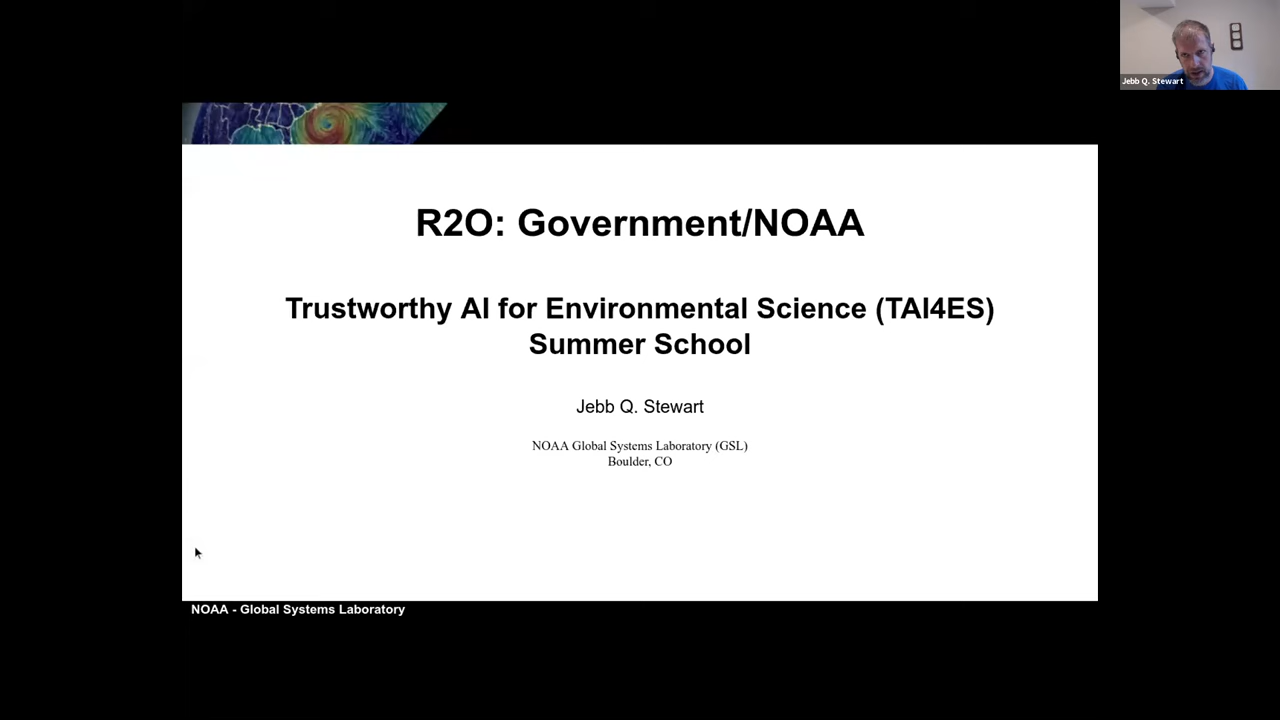 Jebb Q. Stewart
R2O: Government/NOAA
Trustworthy AI for Environmental Science (TAI4ES)
Summer School
Jebb Q. Stewart
NOAA Global Systems Laboratory (GSL)
Boulder, CO
NOAA - Global Systems Laboratory